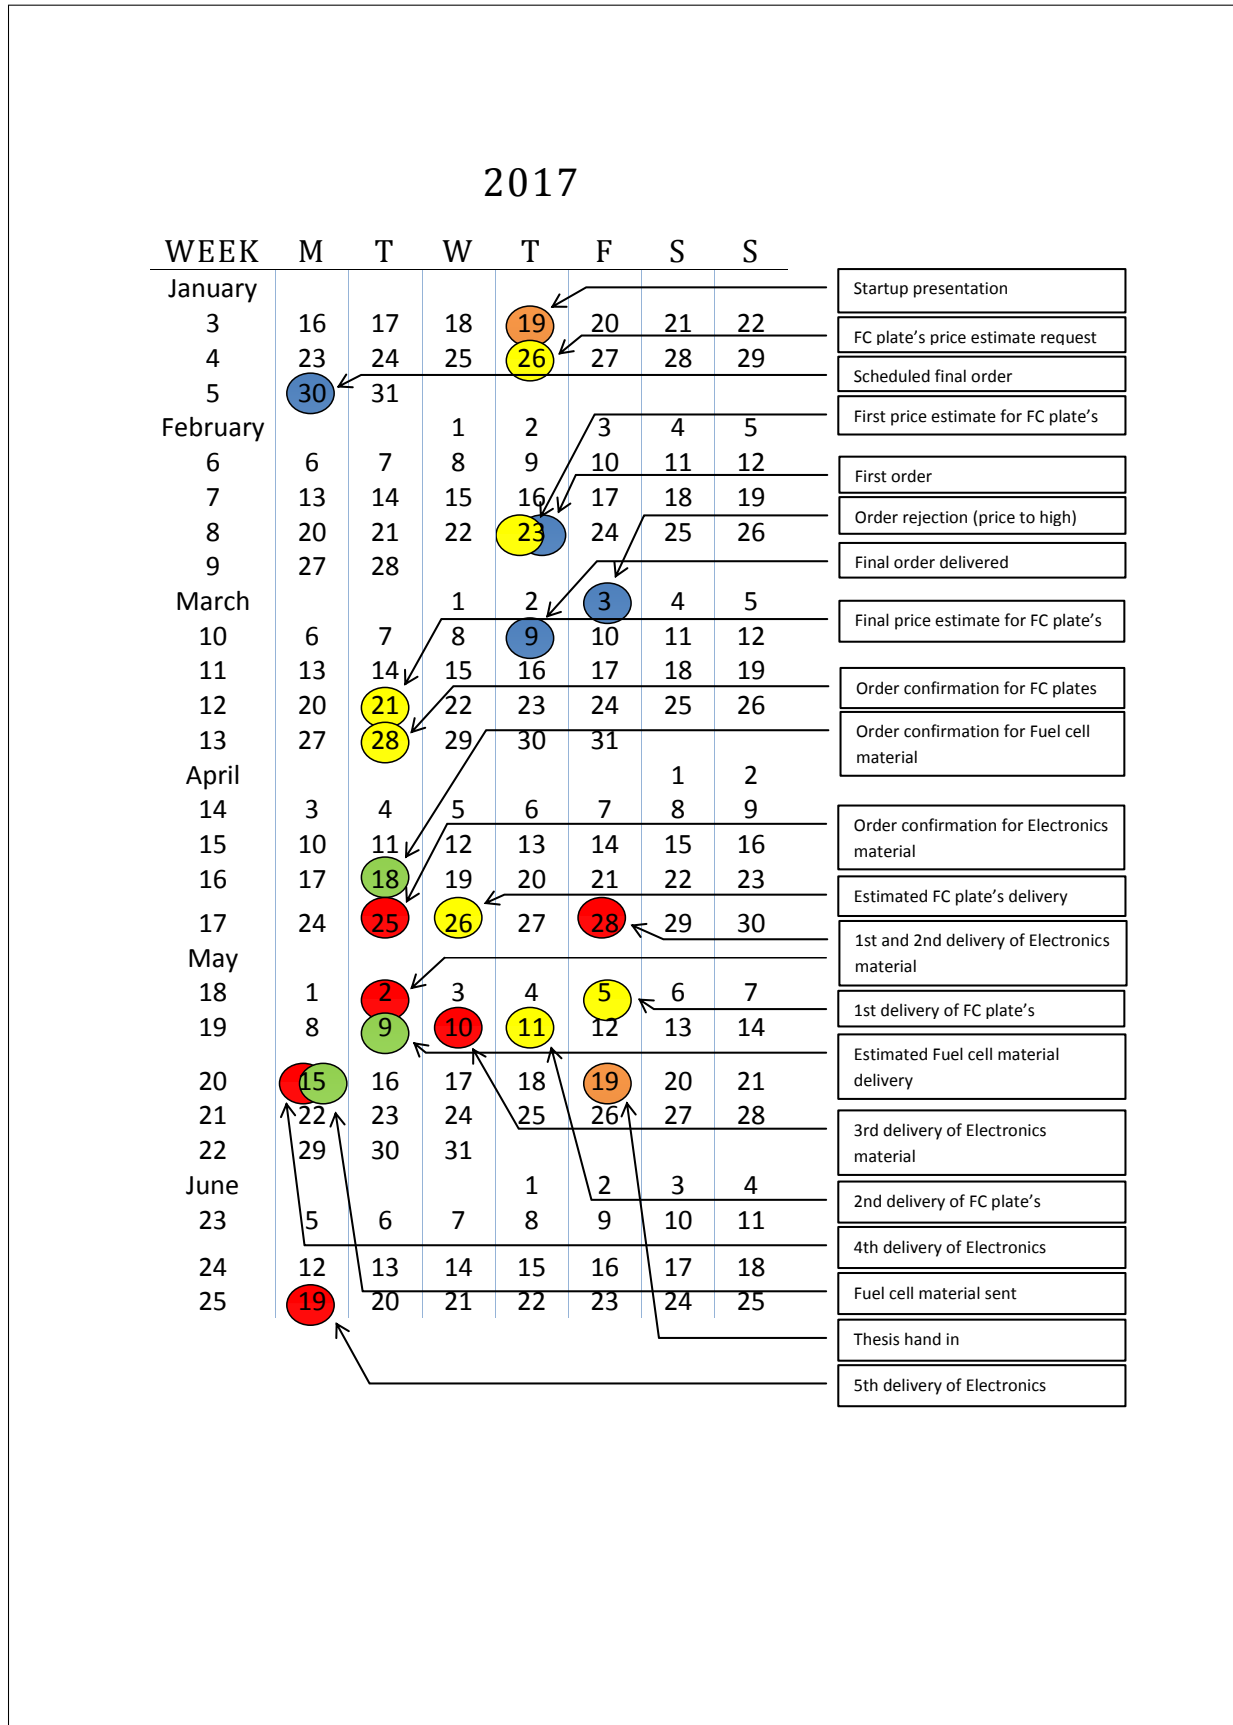 2017
WEEK M T W T F S S
January
Startup presentation
3 16 17 18 19 20 21 22
FC plate's price estimate request
4 23 24 25 26 27 28 29
Scheduled final order
5 30 31
First price estimate for FC plate's
February 1 2 3 4 5
6 6 7 8 9 10 11 12
First order
7 13 14 15 16 17 18 19
Order rejection (price to high)
8 20 21 22 23 24 25 26
Final order delivered
9 27 28
March 1 2 3 4 5
Final price estimate for FC plate's
10 6 7 8 9 10 11 12
11 13 14 15 16 17 18 19
Order confirmation for FC plates
12 20 21 22 23 24 25 26
Order confirmation for Fuel cell
material
13 27 28 29 30 31
April 1 2
14 3 4 5 6 7 8 9
Order confirmation for Electronics
material
15 10 11 12 13 14 15 16
16 17 18 19 20 21 22 23
Estimated FC plate's delivery
17 24 25 26 27 28 29 30
1st and 2nd delivery of Electronics
material
May
18 1 2 3 4 5 6 7
1st delivery of FC plate's
19 8 9 10 11 12 13 14
Estimated Fuel cell material
delivery
20 15 16 17 18 19 20 21
21 22 23 24 25 26 27 28
3rd delivery of Electronics
material
22 29 30 31
June 1 2 3 4
2nd delivery of FC plate's
23 5 6 7 8 9 10 11
4th delivery of Electronics
24 12 13 14 15 16 17 18
Fuel cell material sent
25 19 20 21 22 23 24 25
Thesis hand in
5th delivery of Electronics